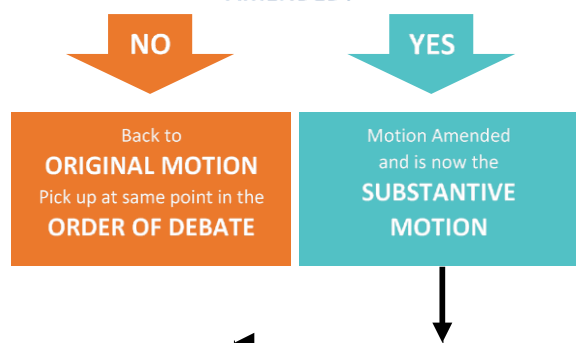 NO
YES
Back to
ORIGINAL MOTION
Pick up at same point in the
ORDER OF DEBATE
Motion Amended
and is now the
SUBSTANTIVE
MOTION